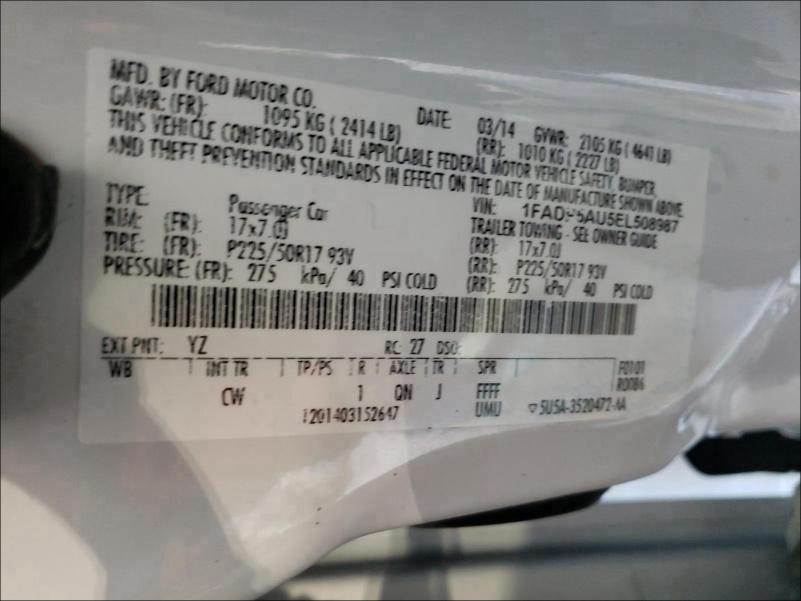 MFD. BY FORD MOTOR CO.
DATE: 03/14 GVWR: 2105 KG ( 4641 LB)
GAWR: (FR): 1095 KG ( 2414 LB) (RR): 1010 KG ( 2227 LB)
THIS VEHICLE CONFORMS TO ALL APPLICABLE FEDERAL MOTOR VEHICLE SAFETY, BUMPER,
AND THEFT PREVENTION STANDARDS IN EFFECT ON THE DATE OF MANUFACTURE SHOWN ABOVE.
VIN:
TYPE: Passenger Car TRAILER TOWING - SEE OWNER GUIDE
RIM: (FR): 17x7.0J (RR): 17x7.0J
TIRE: (FR): P225/50R17 93V (RR): P225/50R17 93V
PRESSURE: (FR): 275 kPa/ 40 PSI COLD (RR): 275 kPa/ 40 PSI COLD
EXT PNT: YZ RC: 27 DSO:
WB INT TR TP/PS R AXLE TR SPR F0101
R0086
CW 1 QN J FFFF
UMU
1201403152647 ▽5U5A-3520472-AA